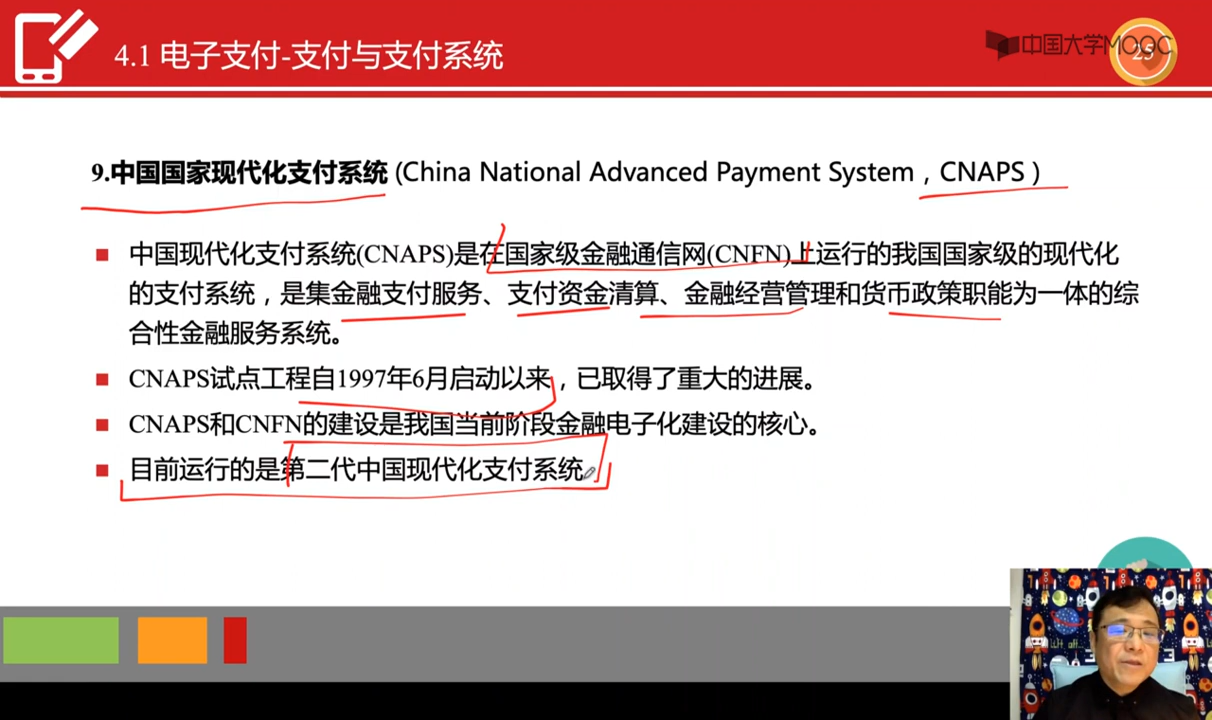 4.1 电子支付-支付与支付系统
中国大学MOOC
25
9.中国国家现代化支付系统 (China National Advanced Payment System，CNAPS )
■ 中国现代化支付系统(CNAPS)是在国家级金融通信网(CNFN)上运行的我国国家级的现代化
的支付系统，是集金融支付服务、支付资金清算、金融经营管理和货币政策职能为一体的综
合性金融服务系统。
■ CNAPS试点工程自1997年6月启动以来，已取得了重大的进展。
■ CNAPS和CNFN的建设是我国当前阶段金融电子化建设的核心。
■ 目前运行的是第二代中国现代化支付系统